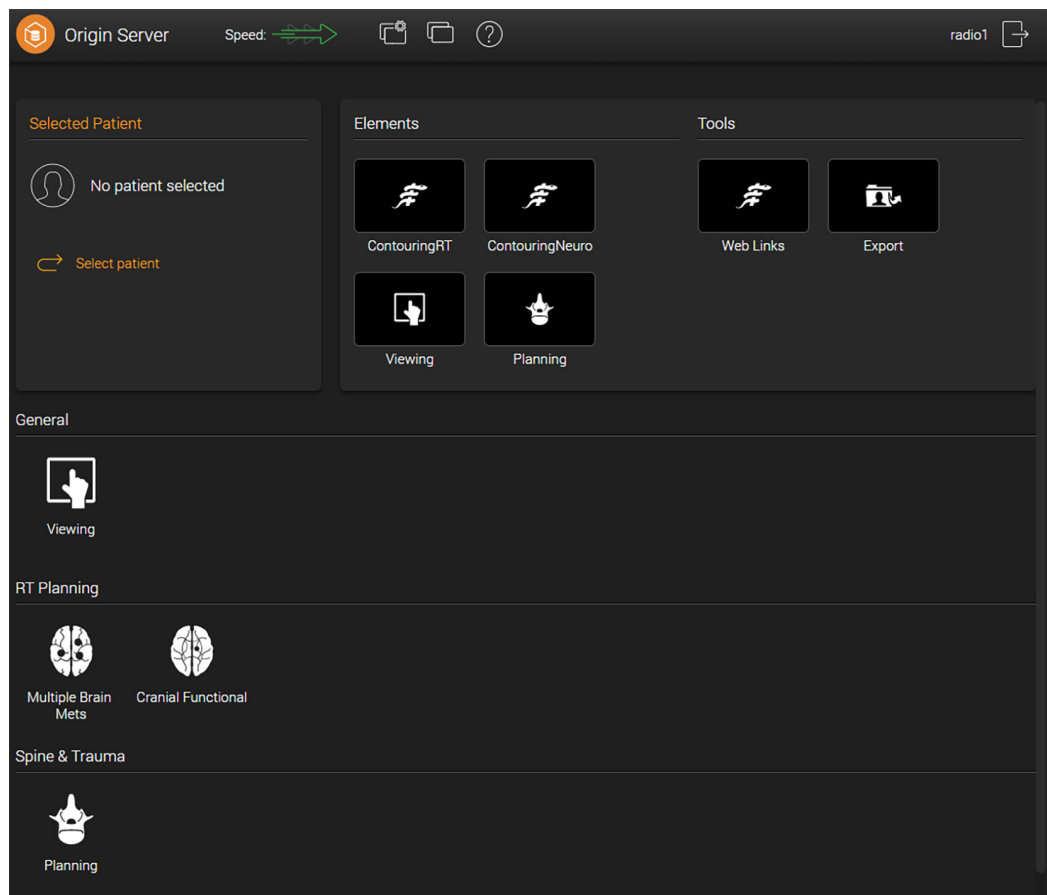 Origin Server
Speed:
radio1
Selected Patient
No patient selected
Select patient
Elements
ContouringRT
ContouringNeuro
Viewing
Planning
Tools
Web Links
Export
General
Viewing
RT Planning
Multiple Brain
Mets
Cranial Functional
Spine & Trauma
Planning